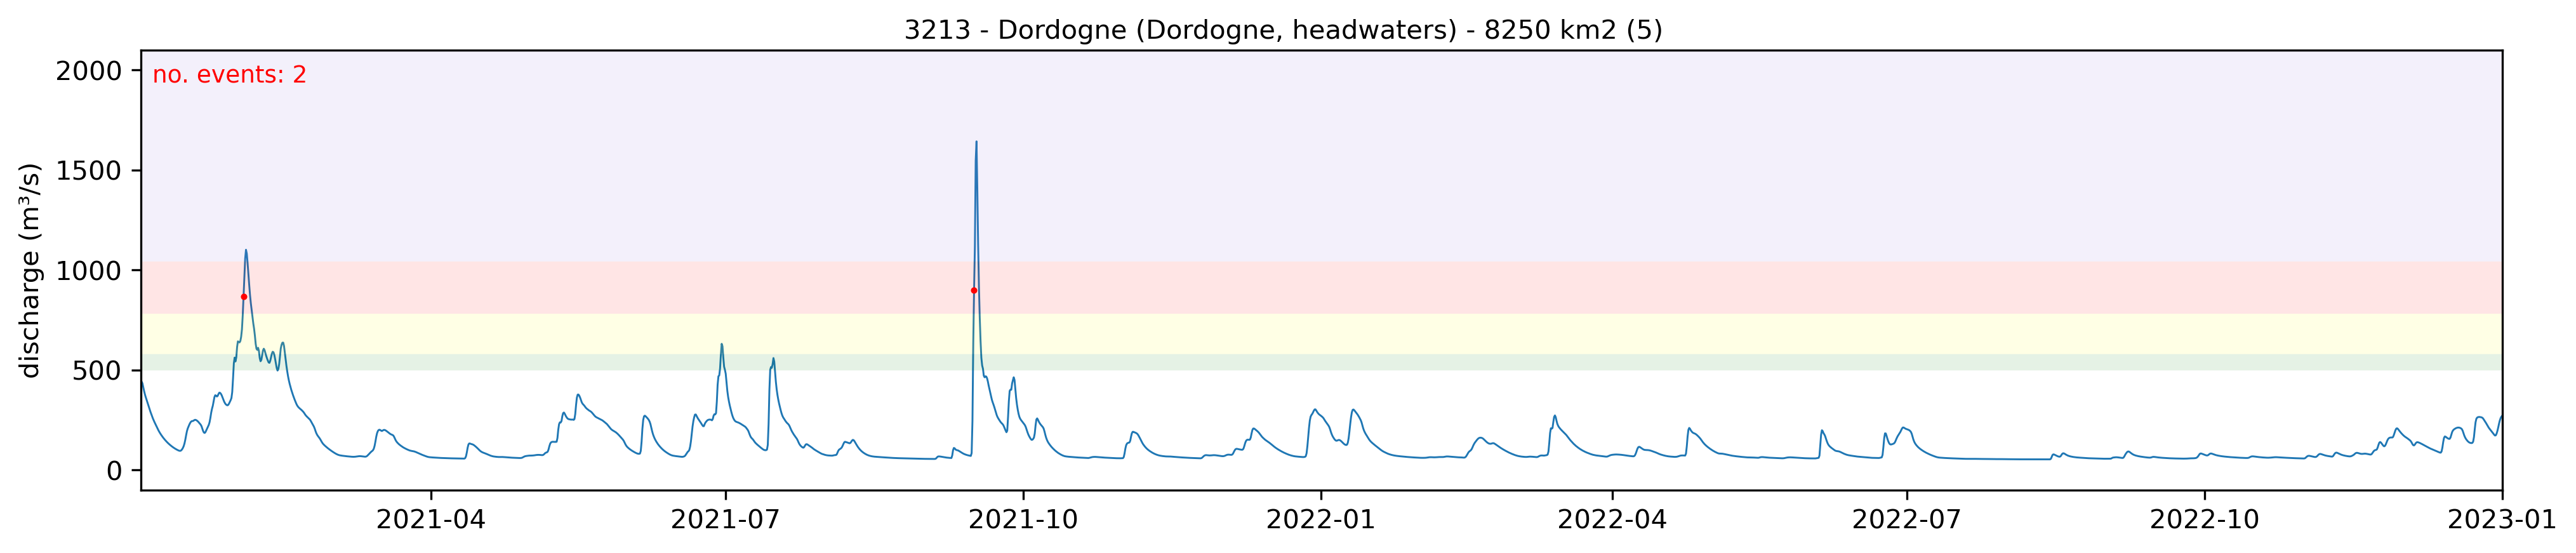 3213 - Dordogne (Dordogne, headwaters) - 8250 km2 (5)
no. events: 2
discharge (m³/s)
2000
1500
1000
500
0
2021-04 2021-07 2021-10 2022-01 2022-04 2022-07 2022-10 2023-01